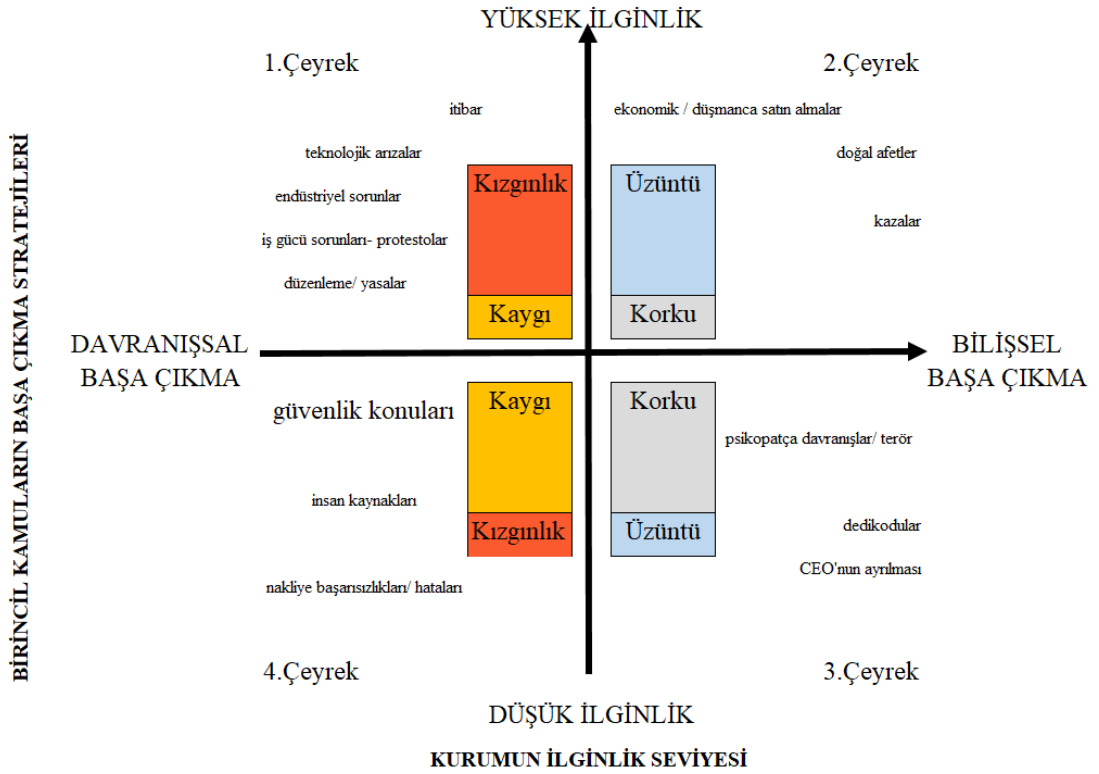 YÜKSEK İLGİNLİK
1.Çeyrek
2.Çeyrek
itibar
ekonomik / düşmanca satın almalar
teknolojik arızalar
doğal afetler
Kızgınlık
Üzüntü
endüstriyel sorunlar
kazalar
iş gücü sorunları- protestolar
düzenleme/ yasalar
Kaygı
Korku
DAVRANIŞSAL
BAŞA ÇIKMA
BİLİŞSEL
BAŞA ÇIKMA
BİRİNCİL KAMULARIN BAŞA ÇIKMA STRATEJİLERİ
güvenlik konuları
Kaygı
Korku
psikopatça davranışlar/ terör
insan kaynakları
Kızgınlık
Üzüntü
dedikodular
CEO'nun ayrılması
nakliye başarısızlıkları/ hataları
4.Çeyrek
3.Çeyrek
DÜŞÜK İLGİNLİK
KURUMUN İLGİNLİK SEVİYESİ